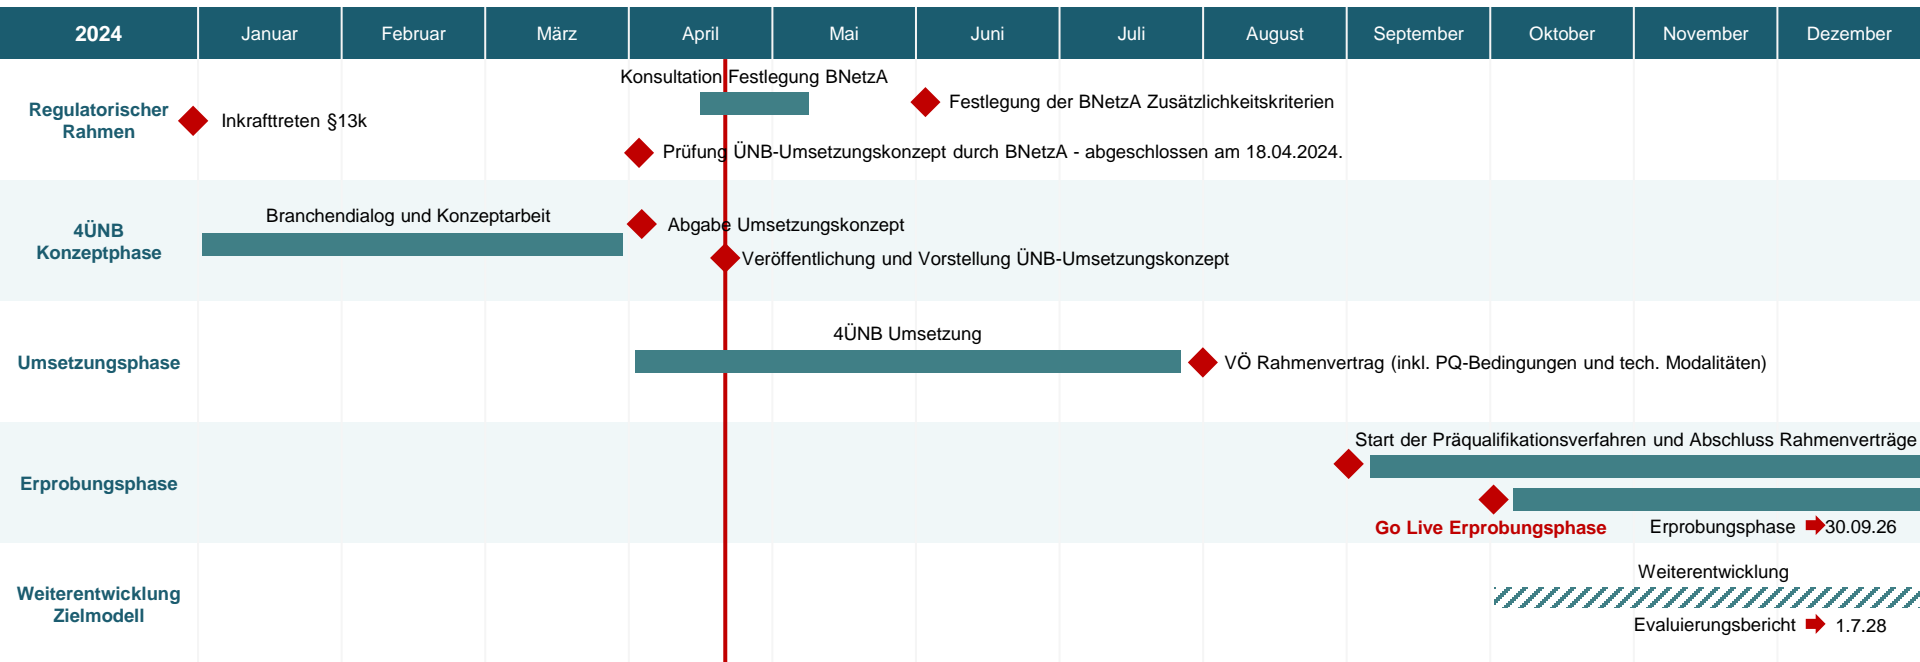 2024 Januar Februar März April Mai Juni Juli August September Oktober November Dezember
Konsultation Festlegung BNetzA
Regulatorischer
Rahmen
Inkrafttreten §13k
Festlegung der BNetzA Zusätzlichkeitskriterien
Prüfung ÜNB-Umsetzungskonzept durch BNetzA - abgeschlossen am 18.04.2024.
4ÜNB
Konzeptphase
Branchendialog und Konzeptarbeit
Abgabe Umsetzungskonzept
Veröffentlichung und Vorstellung ÜNB-Umsetzungskonzept
Umsetzungsphase
4ÜNB Umsetzung
VÖ Rahmenvertrag (inkl. PQ-Bedingungen und tech. Modalitäten)
Erprobungsphase
Start der Präqualifikationsverfahren und Abschluss Rahmenverträge
Go Live Erprobungsphase
Erprobungsphase 30.09.26
Weiterentwicklung
Zielmodell
Weiterentwicklung
Evaluierungsbericht 1.7.28